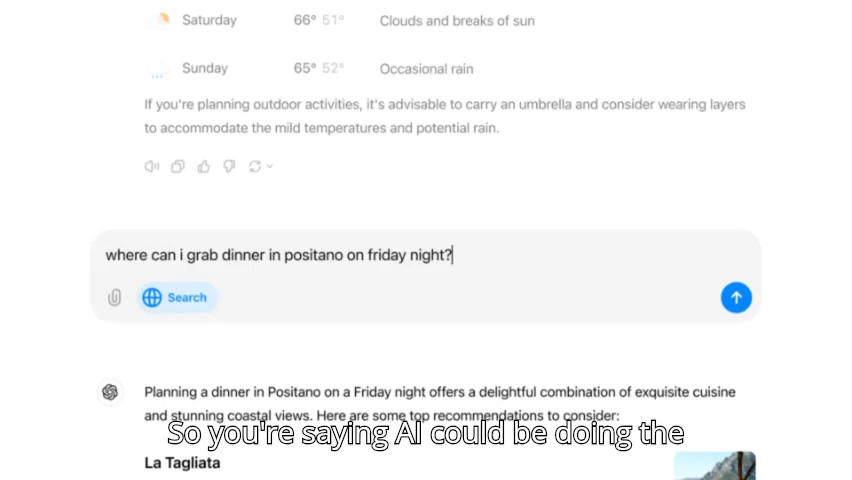 Saturday 66° 51° Clouds and breaks of sun
Sunday 65° 52° Occasional rain
If you're planning outdoor activities, it's advisable to carry an umbrella and consider wearing layers
to accommodate the mild temperatures and potential rain.
where can i grab dinner in positano on friday night?
Search
Planning a dinner in Positano on a Friday night offers a delightful combination of exquisite cuisine
and stunning coastal views. Here are some top recommendations to consider:
So you're saying AI could be doing the
La Tagliata